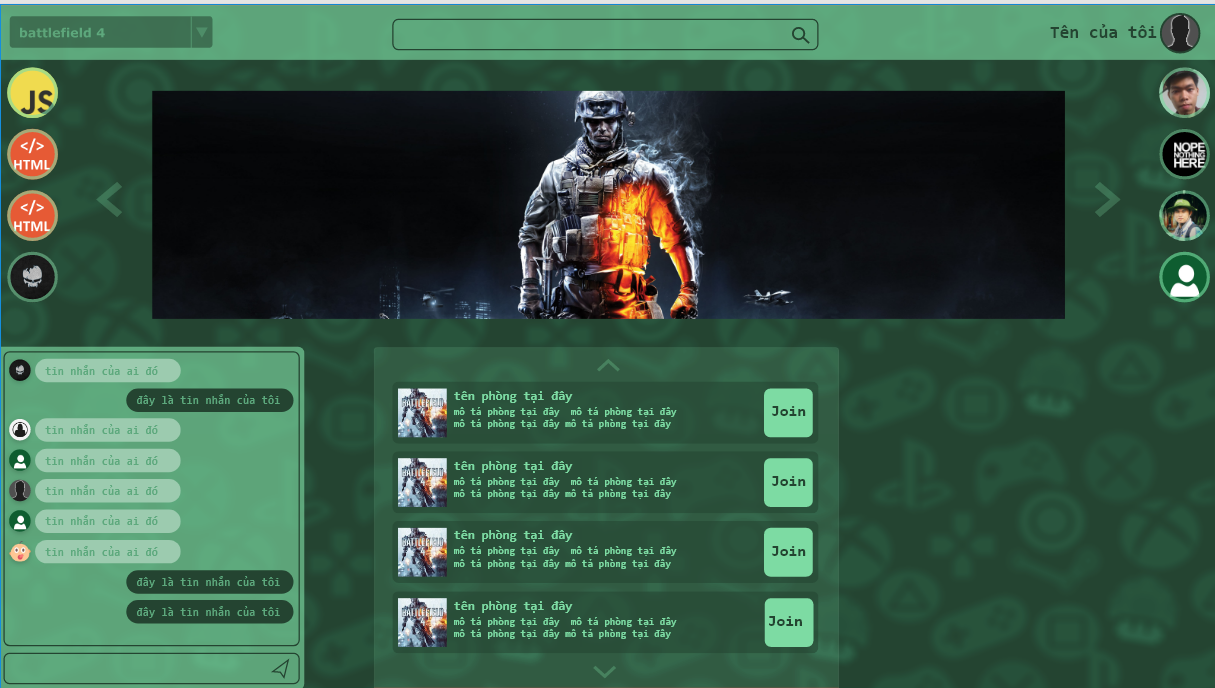 battlefield 4
Tên của tôi
JS
</>
HTML
</>
HTML
NOPE
NOTHING
HERE
tin nhắn của ai đó
đây là tin nhắn của tôi
tin nhắn của ai đó
tin nhắn của ai đó
tin nhắn của ai đó
tin nhắn của ai đó
tin nhắn của ai đó
đây là tin nhắn của tôi
đây là tin nhắn của tôi
BATTLEFIELD
tên phòng tại đây
mô tả phòng tại đây mô tả phòng tại đây
mô tả phòng tại đây mô tả phòng tại đây
Join
BATTLEFIELD
tên phòng tại đây
mô tả phòng tại đây mô tả phòng tại đây
mô tả phòng tại đây mô tả phòng tại đây
Join
BATTLEFIELD
tên phòng tại đây
mô tả phòng tại đây mô tả phòng tại đây
mô tả phòng tại đây mô tả phòng tại đây
Join
BATTLEFIELD
tên phòng tại đây
mô tả phòng tại đây mô tả phòng tại đây
mô tả phòng tại đây mô tả phòng tại đây
Join